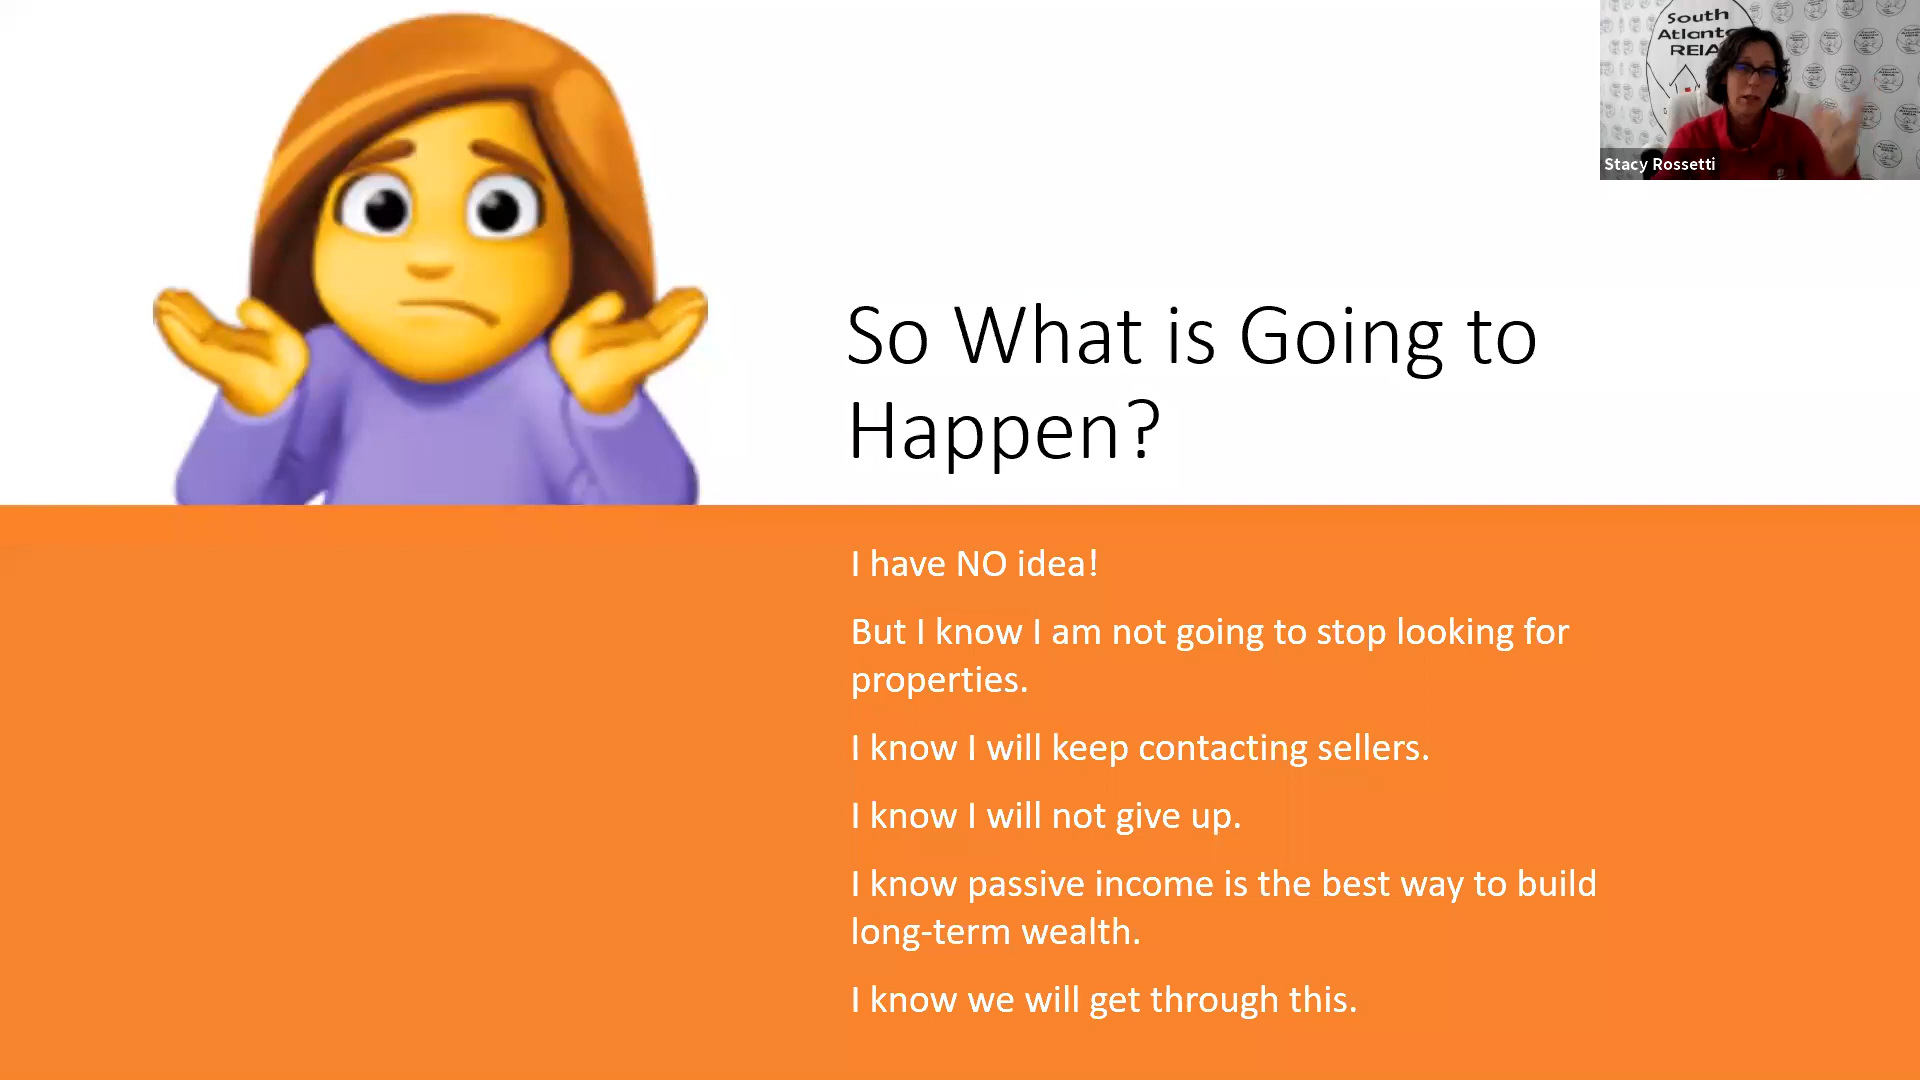 South
Atlanta
REIA
Stacy Rossetti
So What is Going to
Happen?
I have NO idea!
But I know I am not going to stop looking for
properties.
I know I will keep contacting sellers.
I know I will not give up.
I know passive income is the best way to build
long-term wealth.
I know we will get through this.